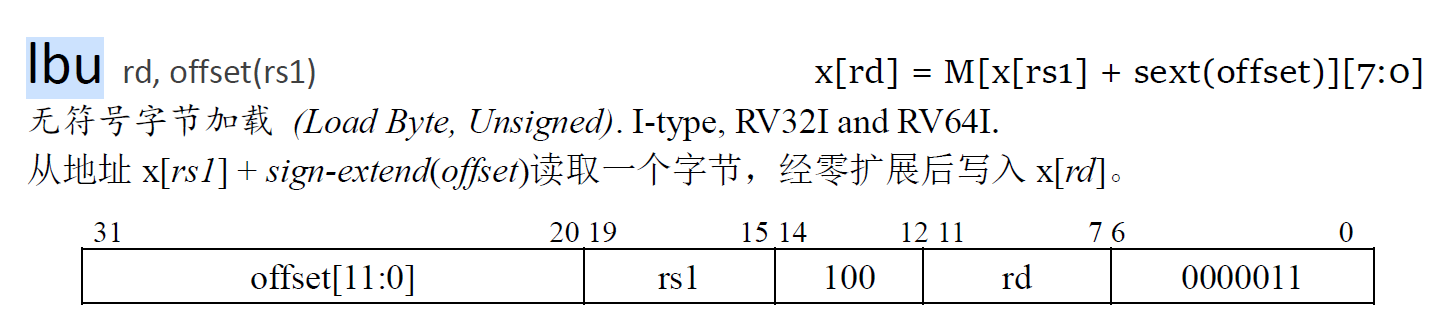 lbu rd, offset(rs1) x[rd] = M[x[rs1] + sext(offset)][7:0]
无符号字节加载 (Load Byte, Unsigned). I-type, RV32I and RV64I.
从地址 x[rs1] + sign-extend(offset)读取一个字节，经零扩展后写入 x[rd]。
31 20 19 15 14 12 11 7 6 0
offset[11:0] rs1 100 rd 0000011